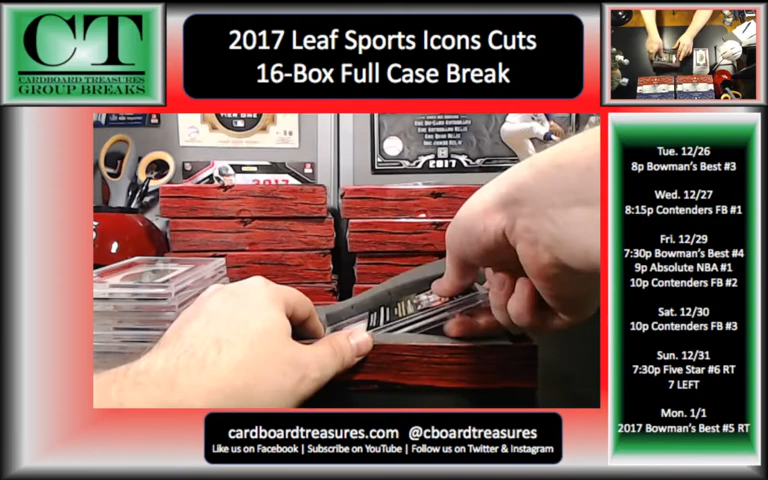 CT
CARDBOARD TREASURES
GROUP BREAKS
2017 Leaf Sports Icons Cuts
16-Box Full Case Break
2017
2017
Tue. 12/26
8p Bowman's Best #3
Wed. 12/27
8:15p Contenders FB #1
Fri. 12/29
7:30p Bowman's Best #4
9p Absolute NBA #1
10p Contenders FB #2
Sat. 12/30
10p Contenders FB #3
Sun. 12/31
7:30p Five Star #6 RT
7 LEFT
Mon. 1/1
2017 Bowman's Best #5 RT
cardboardtreasures.com @cboardtreasures
Like us on Facebook | Subscribe on YouTube | Follow us on Twitter & Instagram